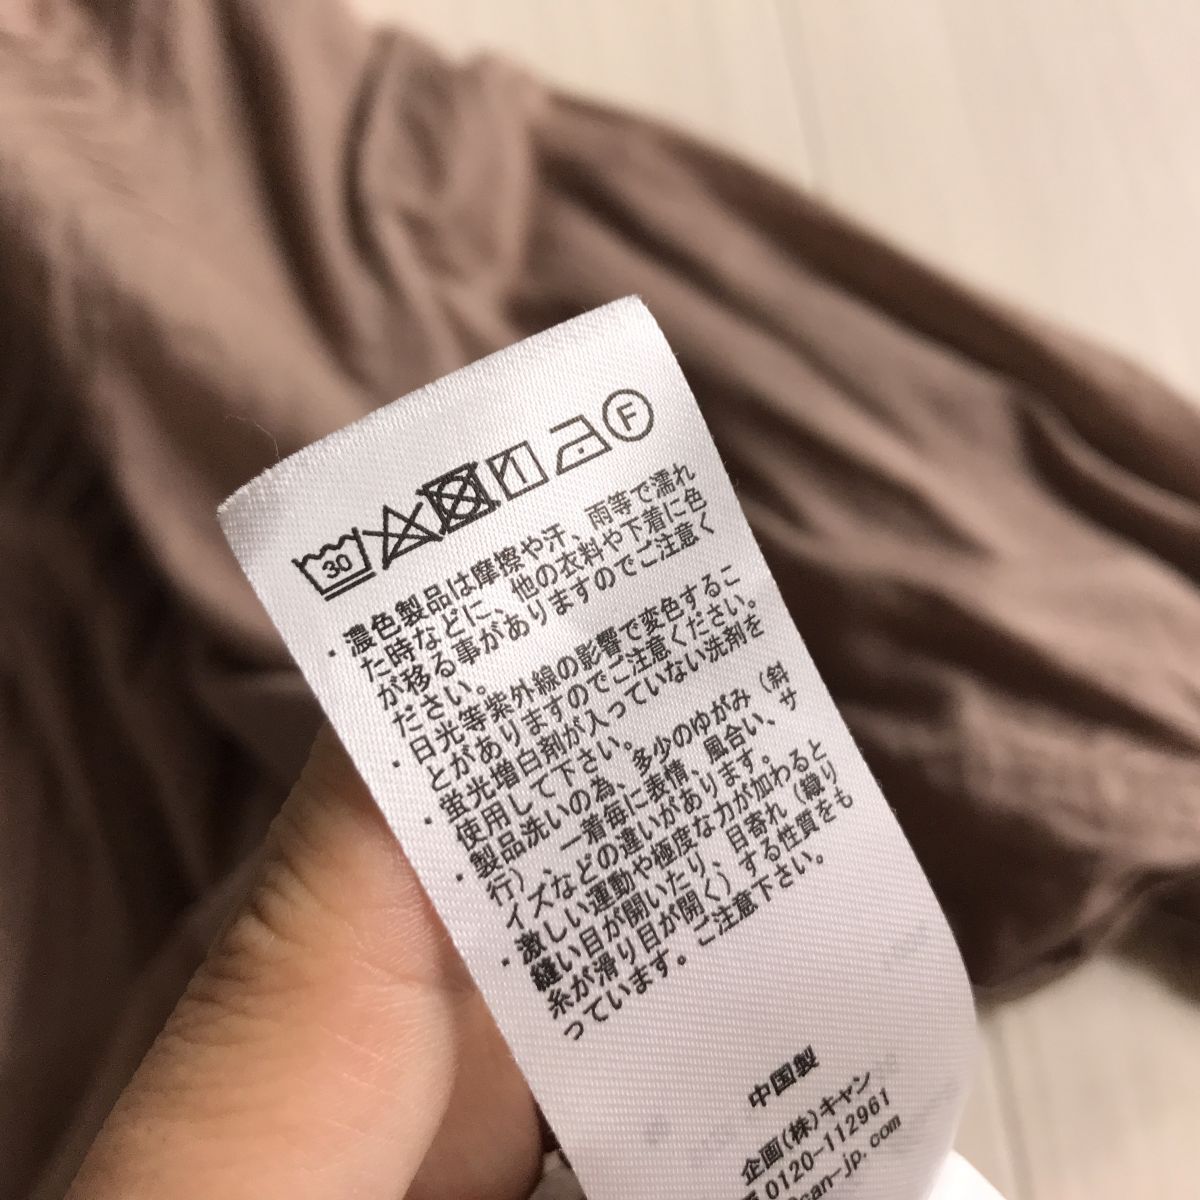 30
F
・濃色製品は摩擦や汗、雨等で濡れ
た時などに、他の衣料や下着に色
が移る事がありますのでご注意く
ださい。
・日光等紫外線の影響で変色するこ
とがありますのでご注意ください。
・蛍光増白剤が入っていない洗剤を
使用して下さい。
・製品洗いの為、多少のゆがみ（斜
行）、一着毎に表情、風合い、サ
イズなどの違いがあります。
・激しい運動や極度な力が加わると
縫い目が開いたり、目寄れ（織り
糸が滑り目が開く）する性質をも
っています。ご注意下さい。
中国製
企画(株)キャン
0120-112961
can-jp.com